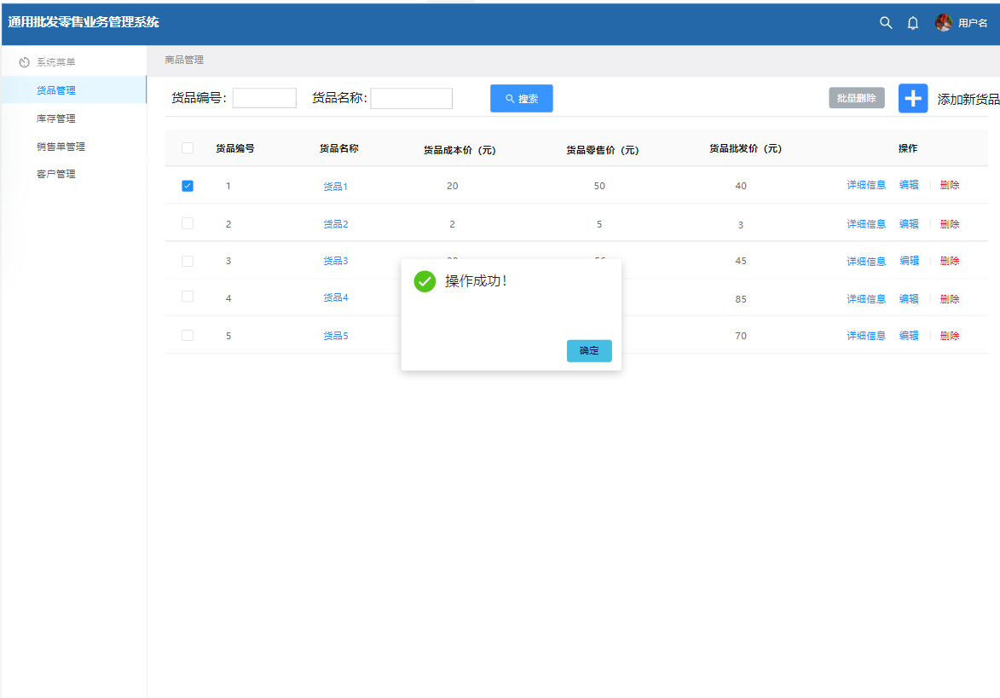 通用批发零售业务管理系统
用户名
系统菜单
货品管理
库存管理
销售单管理
客户管理
商品管理
货品编号： 货品名称： 搜索 批量删除 添加新货品
货品编号 货品名称 货品成本价（元） 货品零售价（元） 货品批发价（元） 操作
1 货品1 20 50 40 详细信息 编辑 删除
2 货品2 2 5 3 详细信息 编辑 删除
3 货品3 45 详细信息 编辑 删除
4 货品4 85 详细信息 编辑 删除
5 货品5 70 详细信息 编辑 删除
操作成功！
确定